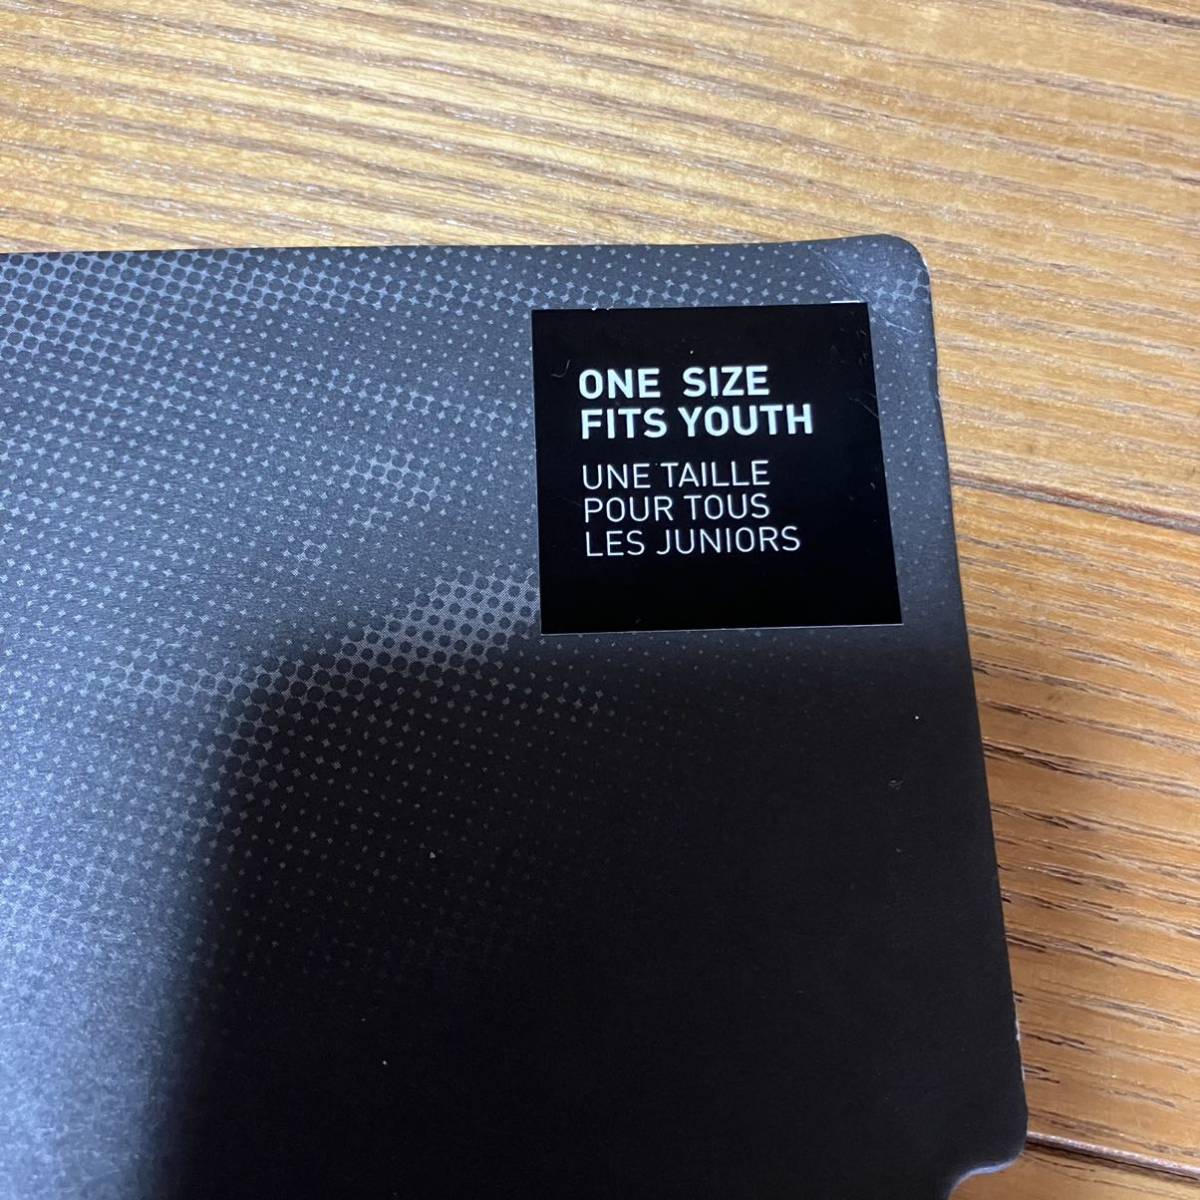 ONE SIZE
FITS YOUTH
UNE TAILLE
POUR TOUS
LES JUNIORS